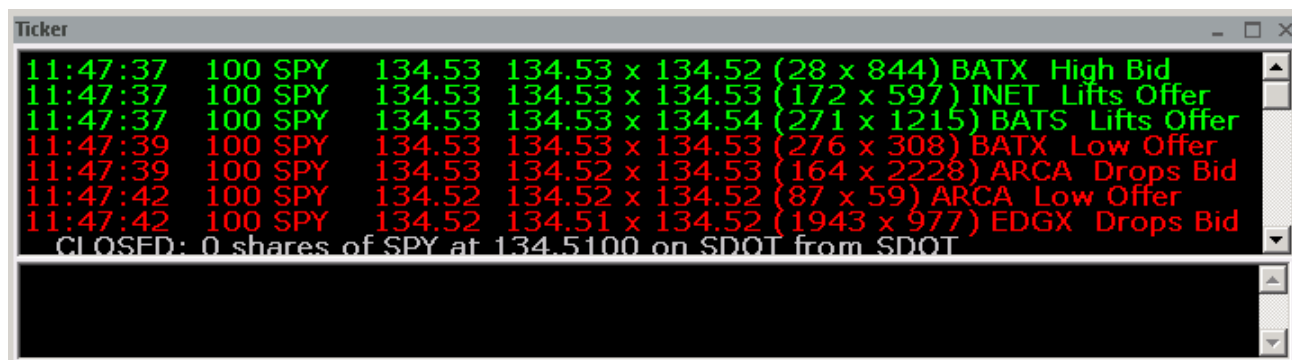 Ticker
11:47:37 100 SPY 134.53 134.53 x 134.52 (28 x 844) BATX High Bid
11:47:37 100 SPY 134.53 134.53 x 134.53 (172 x 597) INET Lifts Offer
11:47:37 100 SPY 134.53 134.53 x 134.54 (271 x 1215) BATS Lifts Offer
11:47:39 100 SPY 134.53 134.53 x 134.53 (276 x 308) BATX Low Offer
11:47:39 100 SPY 134.53 134.52 x 134.53 (164 x 2228) ARCA Drops Bid
11:47:42 100 SPY 134.52 134.52 x 134.52 (87 x 59) ARCA Low Offer
11:47:42 100 SPY 134.52 134.51 x 134.52 (1943 x 977) EDGX Drops Bid
CLOSED: 0 shares of SPY at 134.5100 on SDOT from SDOT